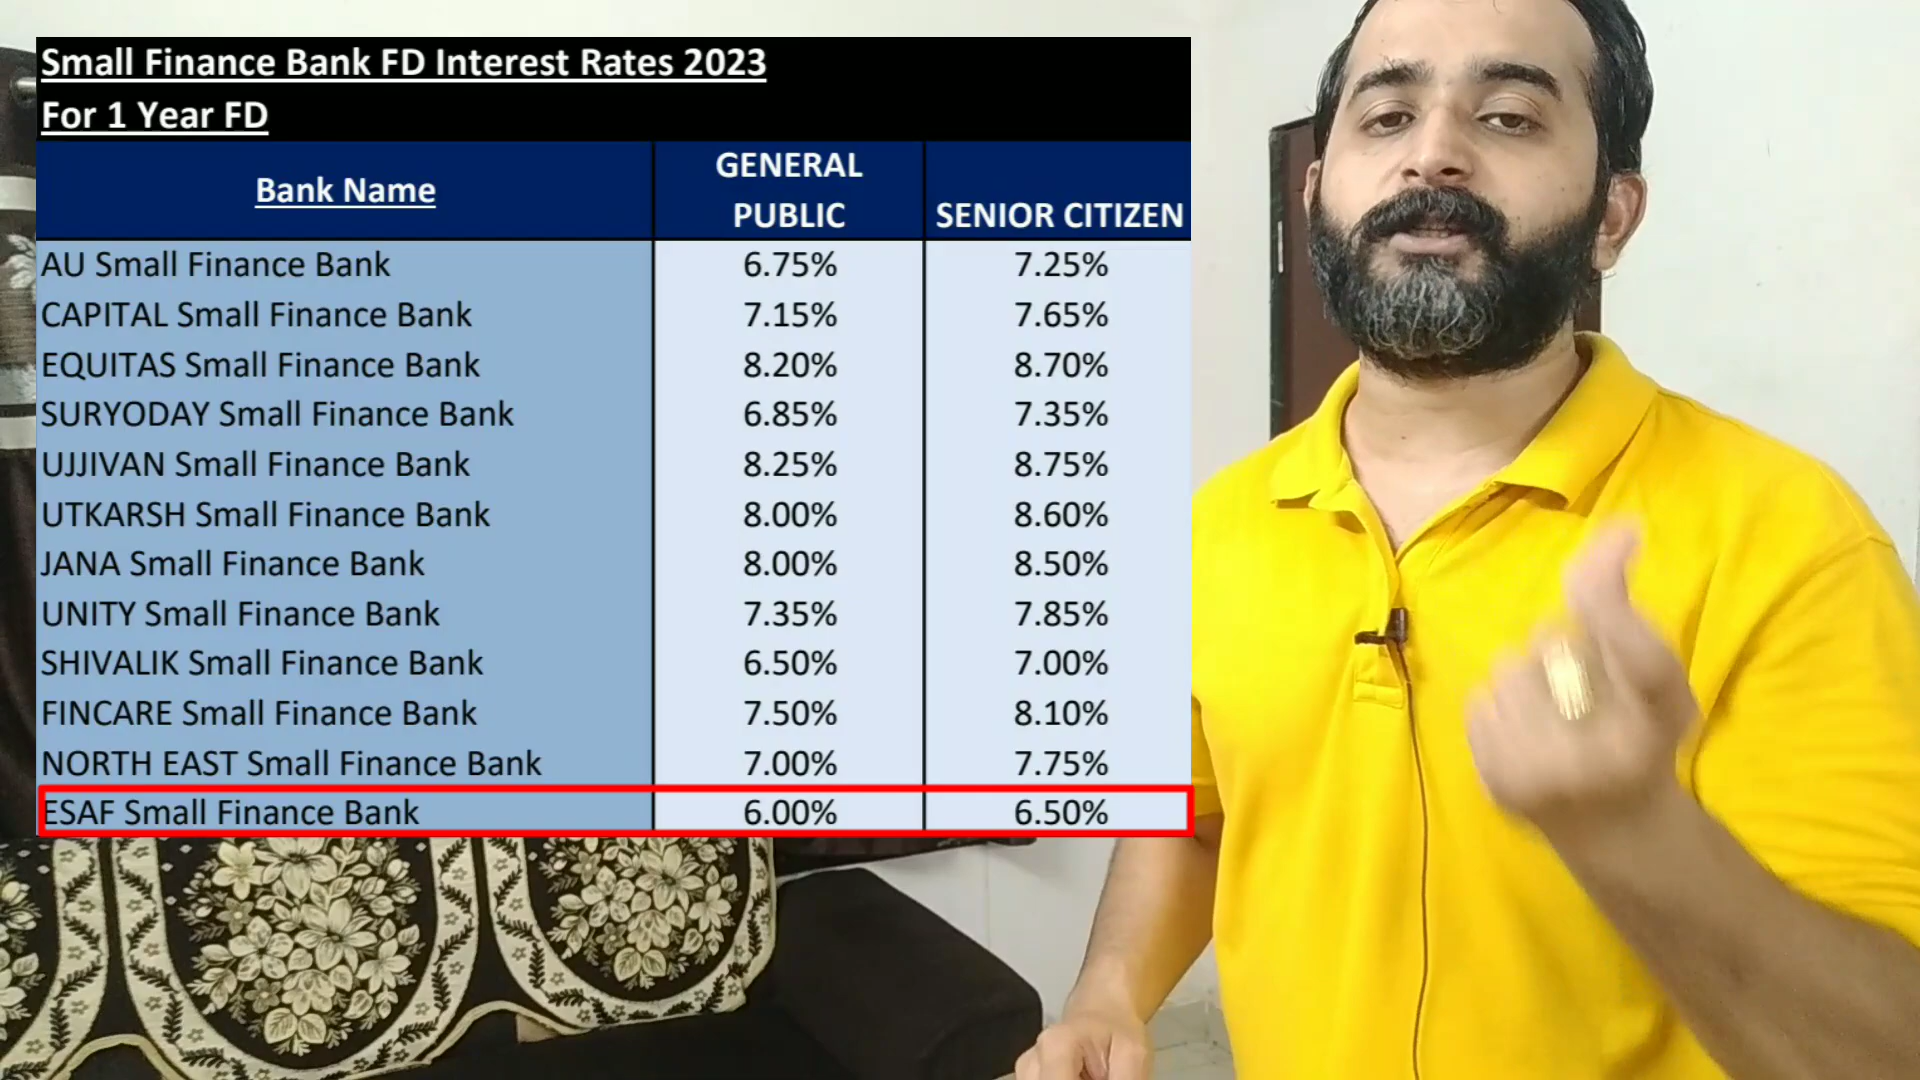 Small Finance Bank FD Interest Rates 2023
For 1 Year FD
Bank Name GENERAL PUBLIC SENIOR CITIZEN
AU Small Finance Bank 6.75% 7.25%
CAPITAL Small Finance Bank 7.15% 7.65%
EQUITAS Small Finance Bank 8.20% 8.70%
SURYODAY Small Finance Bank 6.85% 7.35%
UJJIVAN Small Finance Bank 8.25% 8.75%
UTKARSH Small Finance Bank 8.00% 8.60%
JANA Small Finance Bank 8.00% 8.50%
UNITY Small Finance Bank 7.35% 7.85%
SHIVALIK Small Finance Bank 6.50% 7.00%
FINCARE Small Finance Bank 7.50% 8.10%
NORTH EAST Small Finance Bank 7.00% 7.75%
ESAF Small Finance Bank 6.00% 6.50%